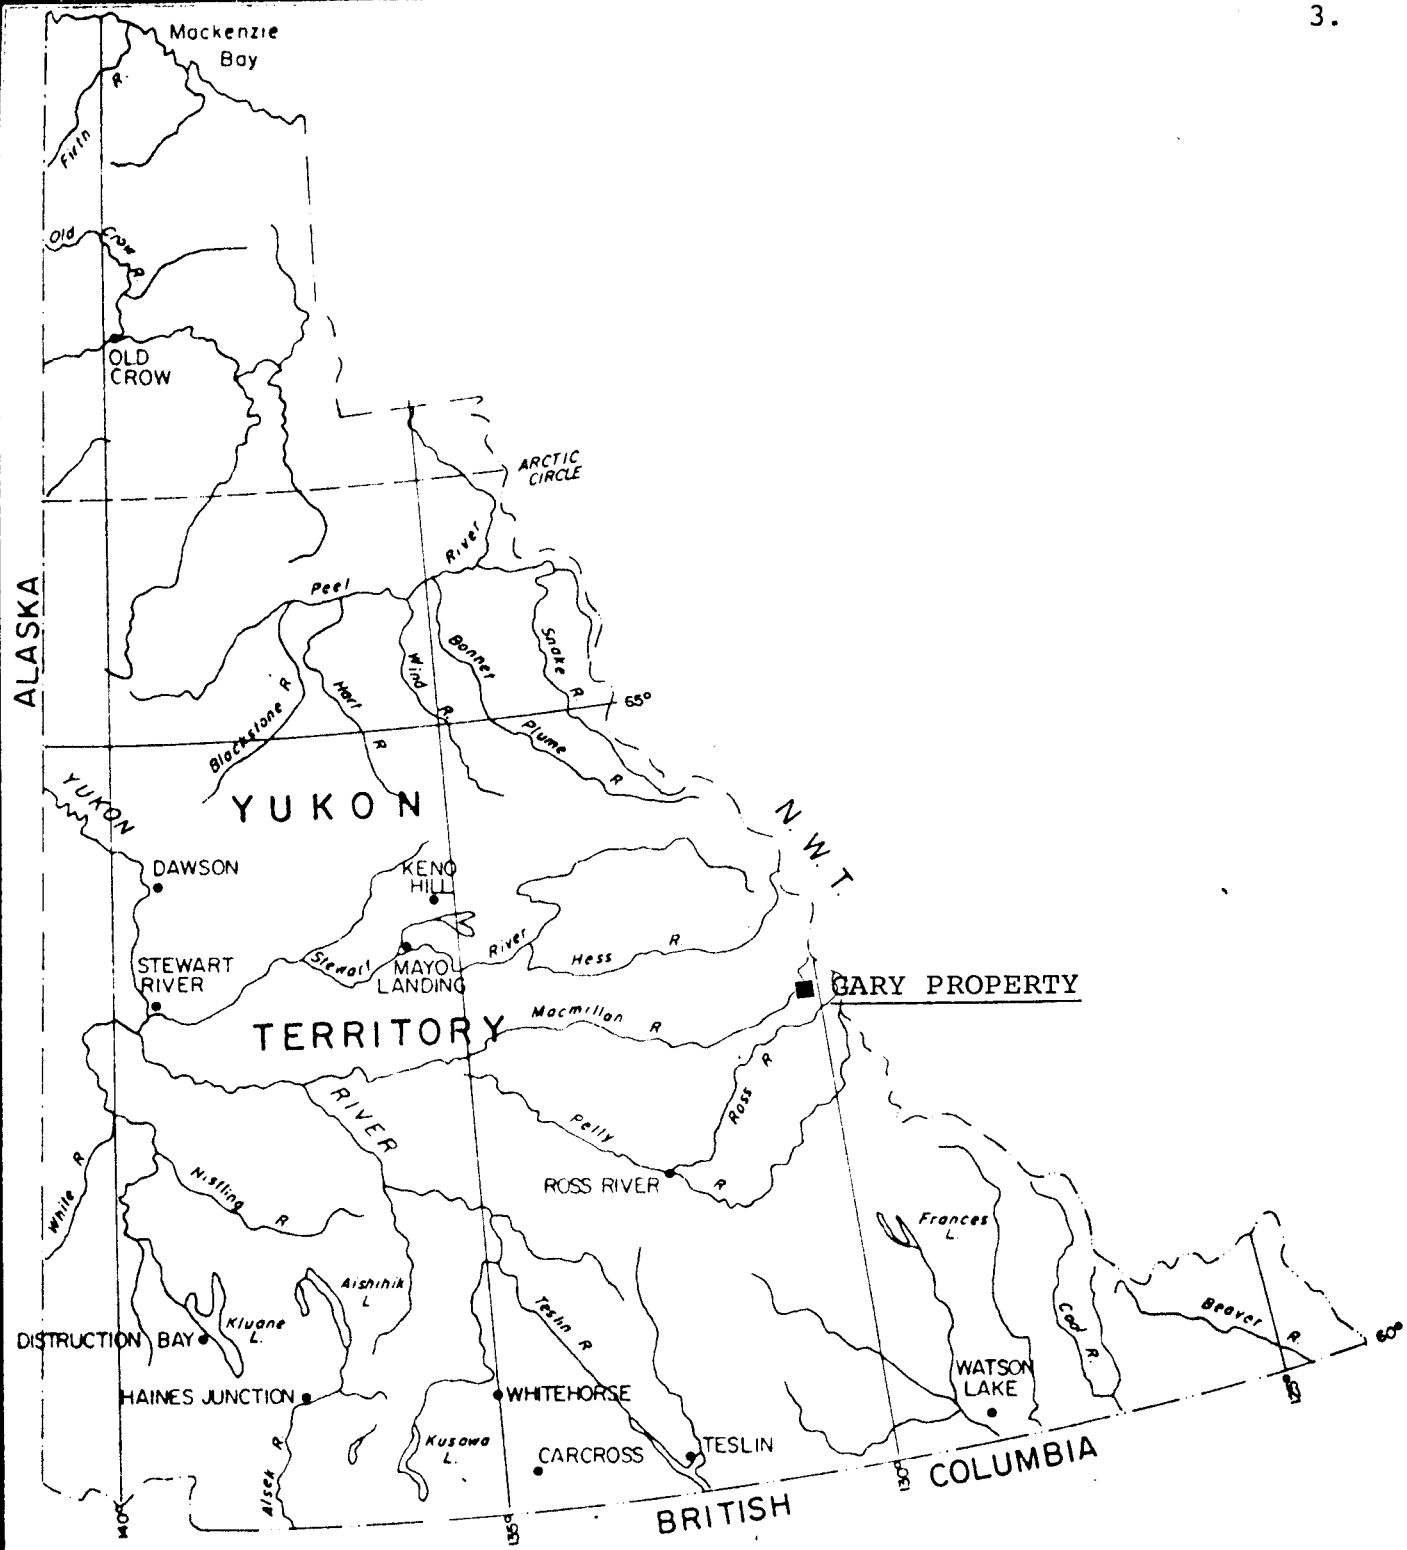 3.
Mackenzie
Bay
R.
Firth
Old Crow R.
OLD
CROW
ARCTIC
CIRCLE
River
Peel
ALASKA
Blackstone R
Hart R
Wind R.
Bonnet Plume R
Snake R.
65°
YUKON
YUKON
N.W.T.
DAWSON
KENO
HILL
STEWART
RIVER
Stewart River
MAYO
LANDING
Hess R.
GARY PROPERTY
TERRITORY
Macmillan R
RIVER
Pelly R
Ross R
ROSS RIVER
White R
Nistling R
Frances
L.
Aishihik
L
Kluane
L.
Teslin R
DISTRUCTION BAY
Coal R.
Beaver R.
60°
WATSON
LAKE
HAINES JUNCTION
WHITEHORSE
Kusawa
L.
Alsek R.
CARCROSS
TESLIN
140°
135°
130°
125°
BRITISH COLUMBIA